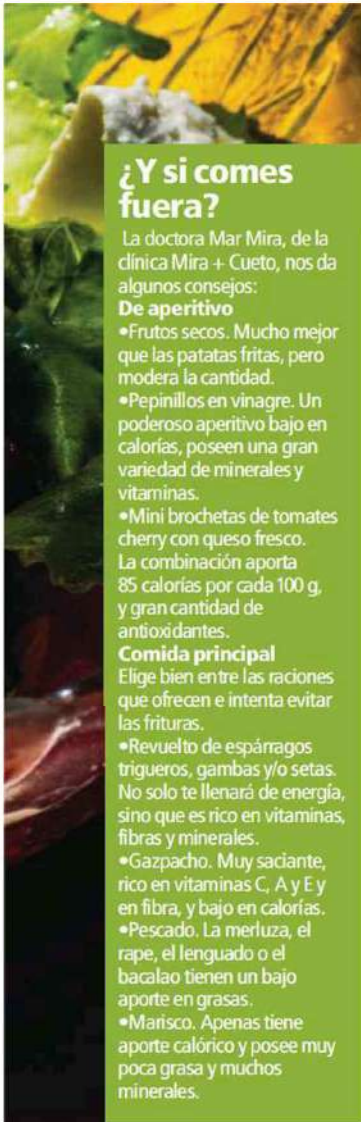 ¿Y si comes
fuera?
La doctora Mar Mira, de la
clínica Mira + Cueto, nos da
algunos consejos:
De aperitivo
•Frutos secos. Mucho mejor
que las patatas fritas, pero
modera la cantidad.
•Pepinillos en vinagre. Un
poderoso aperitivo bajo en
calorías, poseen una gran
variedad de minerales y
vitaminas.
•Mini brochetas de tomates
cherry con queso fresco.
La combinación aporta
85 calorías por cada 100 g,
y gran cantidad de
antioxidantes.
Comida principal
Elige bien entre las raciones
que ofrecen e intenta evitar
las frituras.
•Revuelto de espárragos
trigueros, gambas y/o setas.
No solo te llenará de energía,
sino que es rico en vitaminas,
fibras y minerales.
•Gazpacho. Muy saciante,
rico en vitaminas C, A y E y
en fibra, y bajo en calorías.
•Pescado. La merluza, el
rape, el lenguado o el
bacalao tienen un bajo
aporte en grasas.
•Marisco. Apenas tiene
aporte calórico y posee muy
poca grasa y muchos
minerales.